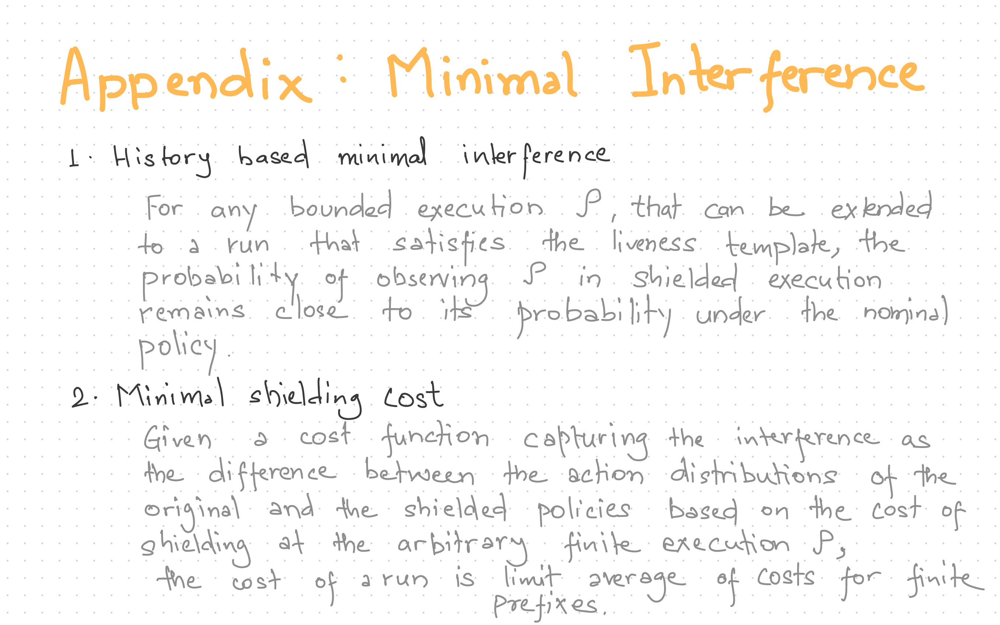 Appendix : Minimal Interference
1. History based minimal interference
For any bounded execution ρ, that can be extended
to a run that satisfies the liveness template, the
probability of observing ρ in shielded execution
remains close to its probability under the nominal
policy.
2. Minimal shielding cost
Given a cost function capturing the interference as
the difference between the action distributions of the
original and the shielded policies based on the cost of
shielding at the arbitrary finite execution ρ,
the cost of a run is limit average of costs for finite
prefixes.